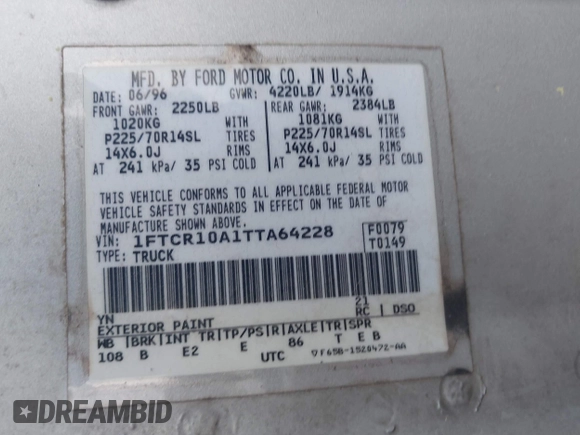 MFD. BY FORD MOTOR CO. IN U.S.A.
DATE: 06/96 GVWR: 4220LB/ 1914KG
FRONT GAWR: 2250LB REAR GAWR: 2384LB
1020KG WITH 1081KG WITH
P225/70R14SL TIRES P225/70R14SL TIRES
14X6.0J RIMS 14X6.0J RIMS
AT 241 kPa/ 35 PSI COLD AT 241 kPa/ 35 PSI COLD
THIS VEHICLE CONFORMS TO ALL APPLICABLE FEDERAL MOTOR
VEHICLE SAFETY STANDARDS IN EFFECT ON THE DATE OF
MANUFACTURE SHOWN ABOVE.
VIN: 1FTCR10A1TTA64228 F0079
TYPE: TRUCK T0149
YN 21
EXTERIOR PAINT RC DSO
WB BRK INT TR TP/PS R AXLE TR SPR
108 B E2 E 86 T E B
UTC F65B-1520472-AA
DREAMBID